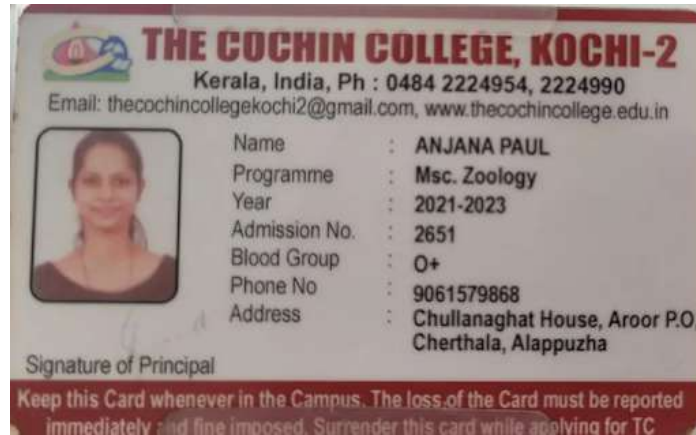 THE COCHIN COLLEGE, KOCHI-2
Kerala, India, Ph : 0484 2224954, 2224990
Email: thecochincollegekochi2@gmail.com, www.thecochincollege.edu.in
Name : ANJANA PAUL
Programme : Msc. Zoology
Year : 2021-2023
Admission No. : 2651
Blood Group : O+
Phone No : 9061579868
Address : Chullanaghat House, Aroor P.O
Cherthala, Alappuzha
Signature of Principal
Keep this Card whenever in the Campus. The loss of the Card must be reported
immediately and fine imposed. Surrender this card while applying for TC